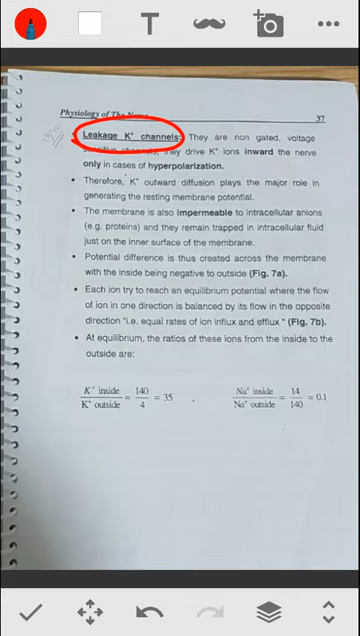 T
Physiology of The Nerve
37
Leakage K⁺ channels: They are non gated, voltage
they drive K⁺ ions inward the nerve
only in cases of hyperpolarization.
• Therefore, K⁺ outward diffusion plays the major role in
generating the resting membrane potential.
• The membrane is also impermeable to intracellular anions
(e.g. proteins) and they remain trapped in intracellular fluid
just on the inner surface of the membrane.
• Potential difference is thus created across the membrane
with the inside being negative to outside (Fig. 7a).
• Each ion try to reach an equilibrium potential where the flow
of ion in one direction is balanced by its flow in the opposite
direction "i.e. equal rates of ion influx and efflux " (Fig. 7b).
• At equilibrium, the ratios of these ions from the inside to the
outside are:
K⁺ inside / K⁺ outside = 140 / 4 = 35 , Na⁺ inside / Na⁺ outside = 14 / 140 = 0.1